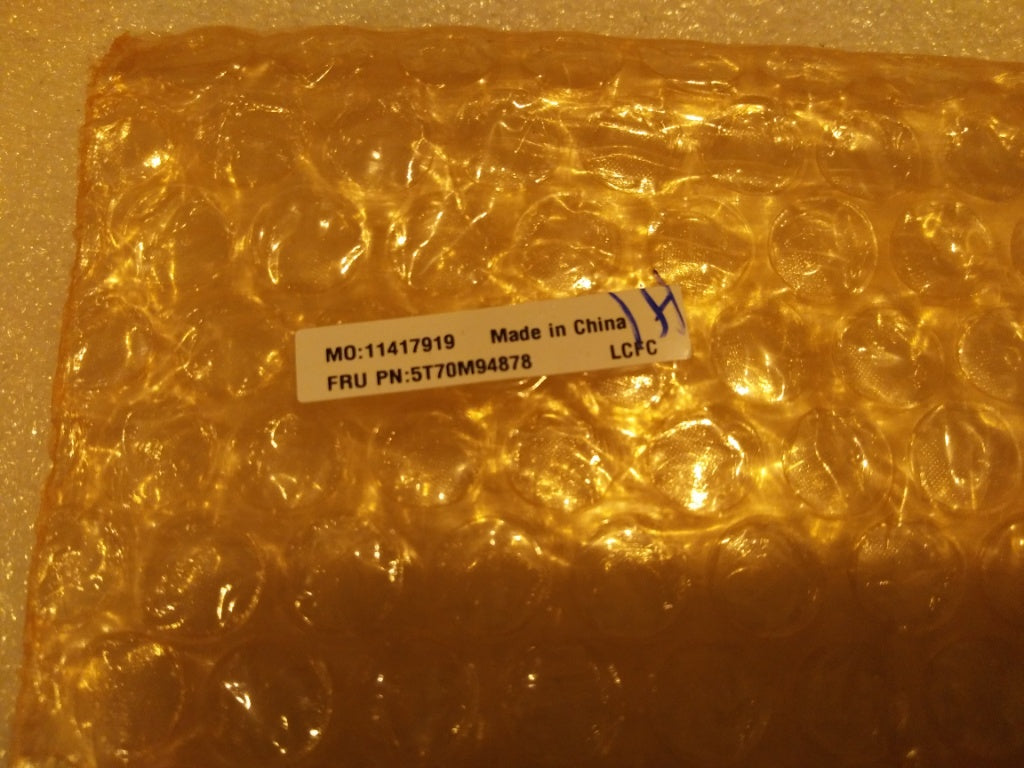 MO:11417919 Made in China
FRU PN:5T70M94878 LCFC